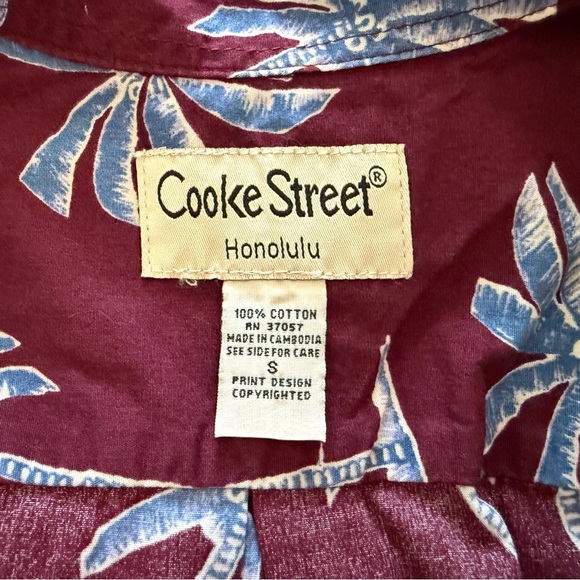 Cooke Street®
Honolulu
100% COTTON
RN 37057
MADE IN CAMBODIA
SEE SIDE FOR CARE
S
PRINT DESIGN
COPYRIGHTED